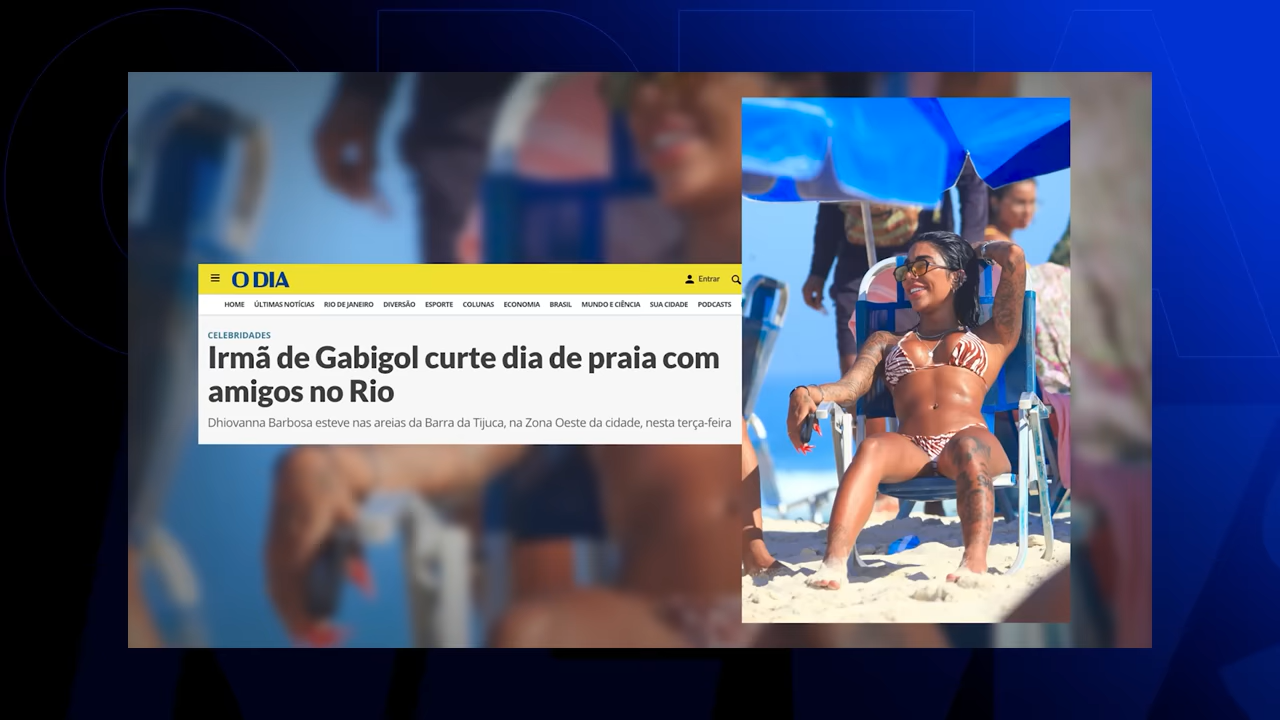 O DIA
Entrar
HOME ÚLTIMAS NOTÍCIAS RIO DE JANEIRO DIVERSÃO ESPORTE COLUNAS ECONOMIA BRASIL MUNDO E CIÊNCIA SUA CIDADE PODCASTS
CELEBRIDADES
Irmã de Gabigol curte dia de praia com
amigos no Rio
Dhiovanna Barbosa esteve nas areias da Barra da Tijuca, na Zona Oeste da cidade, nesta terça-feira